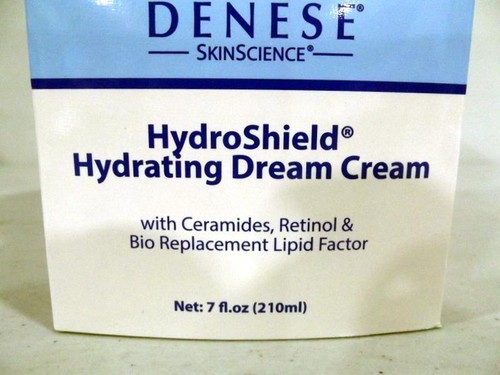 DENESE®
SKINSCIENCE®
HydroShield®
Hydrating Dream Cream
with Ceramides, Retinol &
Bio Replacement Lipid Factor
Net: 7 fl.oz (210ml)